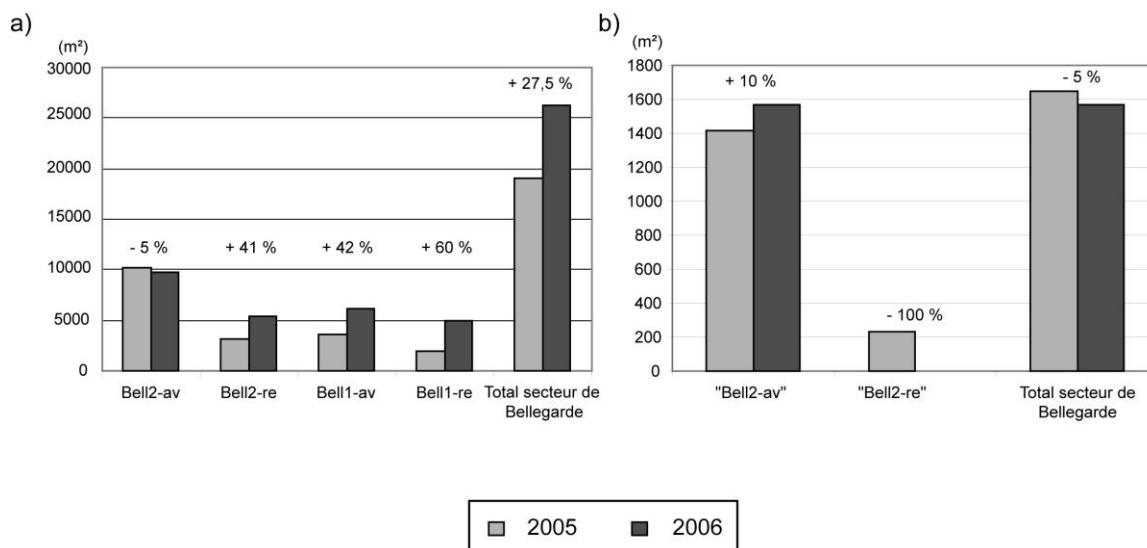 a)
(m²)
30000
25000
20000
15000
10000
5000
0
- 5 %
+ 41 %
+ 42 %
+ 60 %
+ 27,5 %
Bell2-av
Bell2-re
Bell1-av
Bell1-re
Total secteur de
Bellegarde
b)
(m²)
1800
1600
1400
1200
1000
800
600
400
200
0
+ 10 %
- 100 %
- 5 %
"Bell2-av"
"Bell2-re"
Total secteur de
Bellegarde
2005
2006